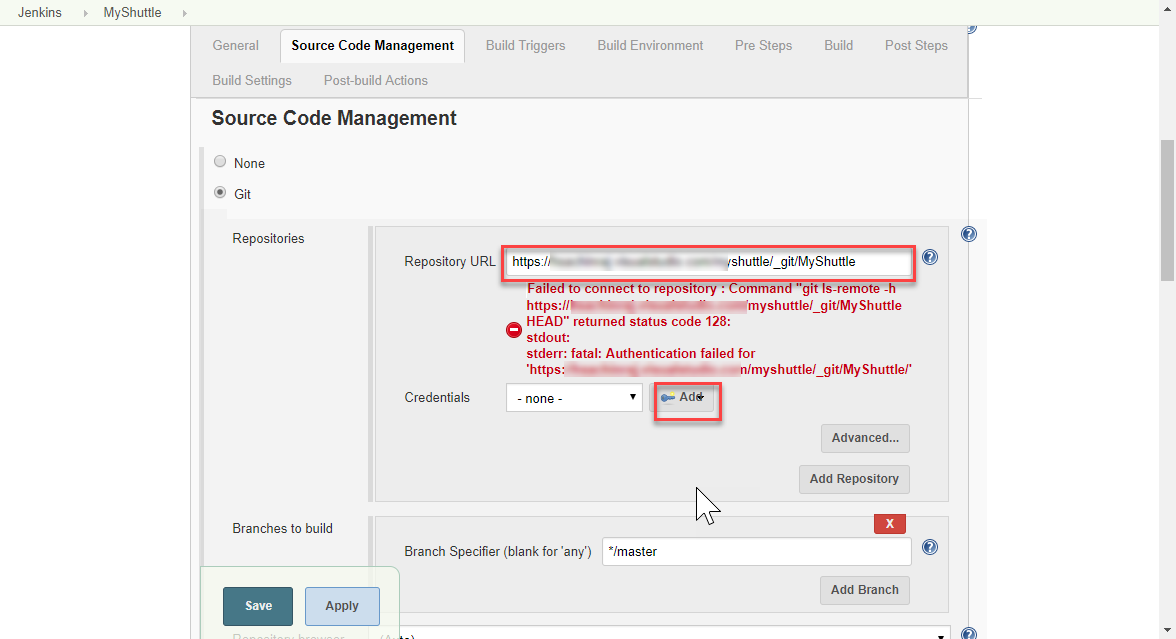 Jenkins MyShuttle
General Source Code Management Build Triggers Build Environment Pre Steps Build Post Steps
Build Settings Post-build Actions
Source Code Management
None
Git
Repositories
Repository URL https:/ yshuttle/_git/MyShuttle
Failed to connect to repository : Command "git ls-remote -h
https:// /myshuttle/_git/MyShuttle
HEAD" returned status code 128:
stdout:
stderr: fatal: Authentication failed for
'https: /myshuttle/_git/MyShuttle/'
Credentials - none - Add
Advanced...
Add Repository
Branches to build
X
Branch Specifier (blank for 'any') */master
Add Branch
Save Apply
Repository browser (Auto)